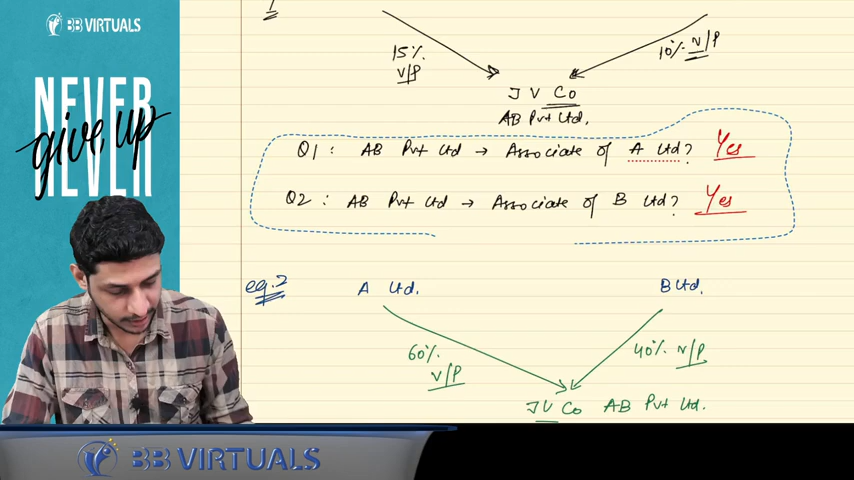 BB VIRTUALS
NEVER
give up
NEVER
15%
V/P
10% V/P
JV Co
AB Pvt Ltd.
Q1 : AB Pvt Ltd → Associate of A Ltd? Yes
Q2 : AB Pvt Ltd → Associate of B Ltd? Yes
eg.2
A Ltd.
B Ltd.
60%
V/P
40% V/P
JV Co AB Pvt Ltd.
BB VIRTUALS